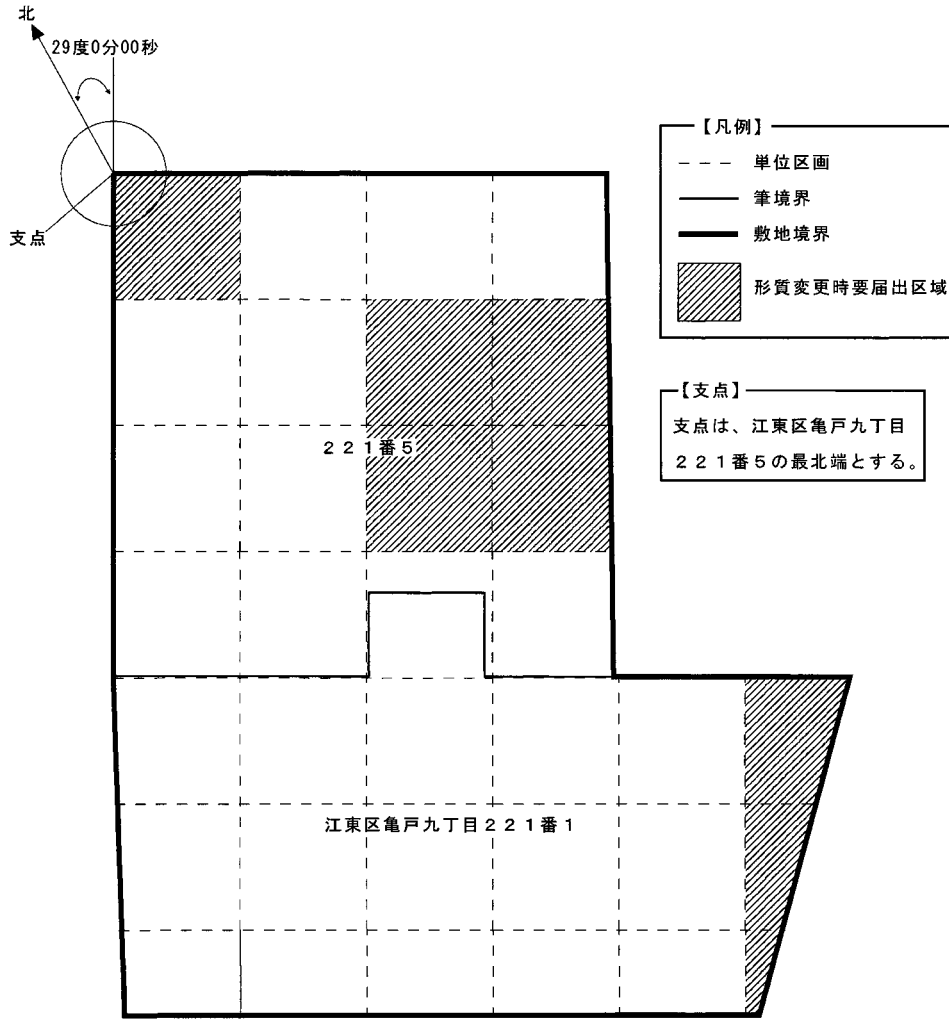 北
29度0分00秒
支点
【凡例】
単位区画
筆境界
敷地境界
形質変更時要届出区域
【支点】
支点は、江東区亀戸九丁目
221番5の最北端とする。
221番5
江東区亀戸九丁目221番1